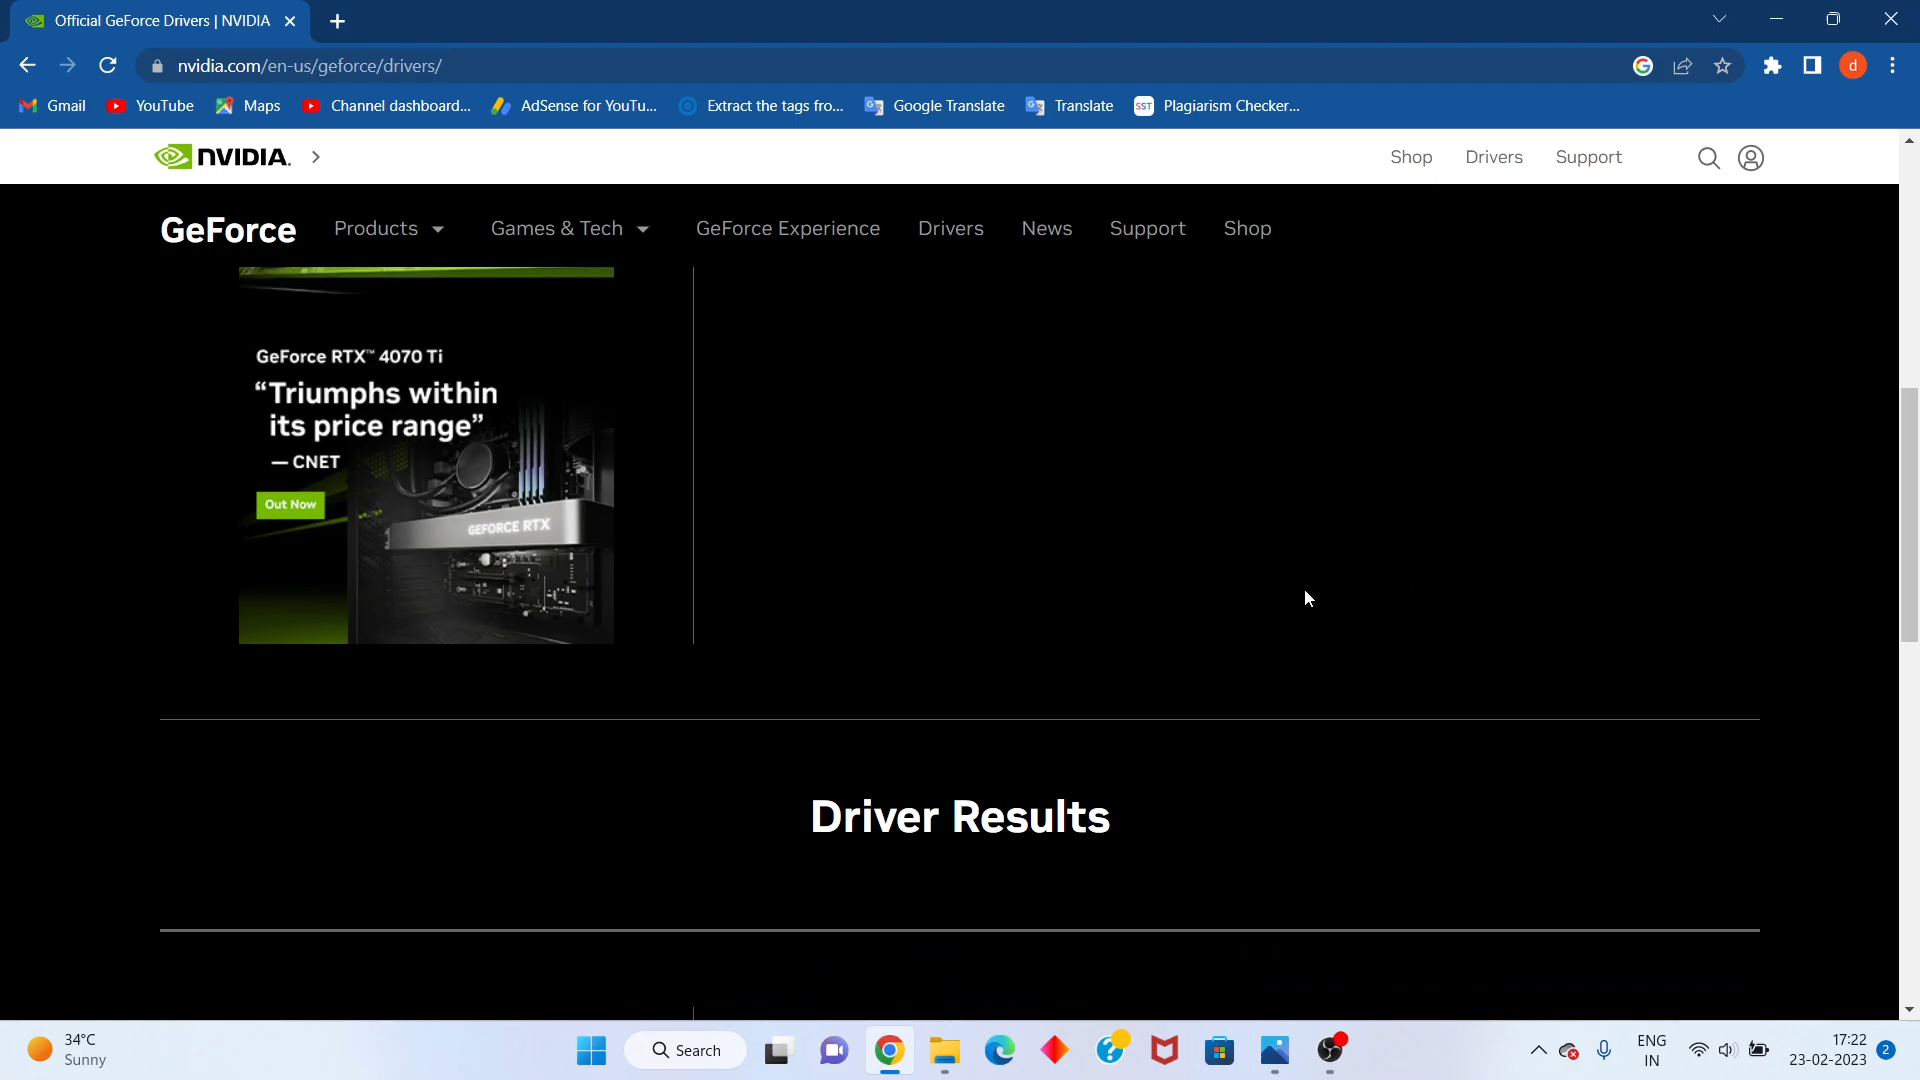 Official GeForce Drivers | NVIDIA
nvidia.com/en-us/geforce/drivers/
d
Gmail
YouTube
Maps
Channel dashboard...
AdSense for YouTu...
Extract the tags fro...
Google Translate
Translate
SST
Plagiarism Checker...
NVIDIA.
Shop
Drivers
Support
GeForce
Products
Games & Tech
GeForce Experience
Drivers
News
Support
Shop
GeForce RTX™ 4070 Ti
“Triumphs within
its price range”
— CNET
Out Now
GEFORCE RTX
Driver Results
34°C
Sunny
Search
ENG
IN
17:22
23-02-2023
2